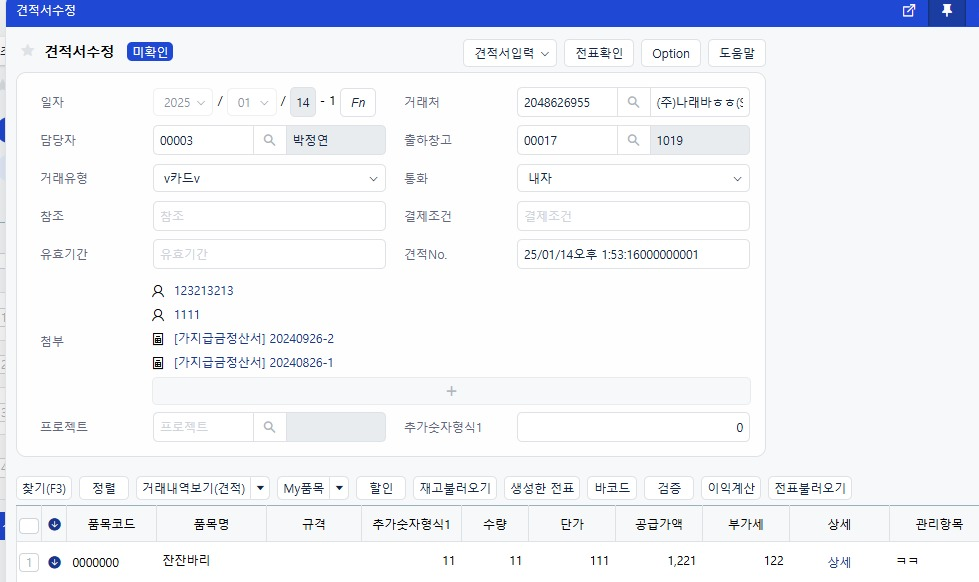 견적서수정
견적서수정 미확인 견적서입력 전표확인 Option 도움말
일자 2025 / 01 / 14 - 1 Fn 거래처 2048626955 (주)나래바ㅎㅎ(
담당자 00003 박정연 출하창고 00017 1019
거래유형 v카드v 통화 내자
참조 참조 결제조건 결제조건
유효기간 유효기간 견적No. 25/01/14오후 1:53:16000000001
123213213
1111
첨부
[가지급금정산서] 20240926-2
[가지급금정산서] 20240826-1
+
프로젝트 프로젝트 추가숫자형식1 0
찾기(F3) 정렬 거래내역보기(견적) My품목 할인 재고불러오기 생성한 전표 바코드 검증 이익계산 전표불러오기
품목코드 품목명 규격 추가숫자형식1 수량 단가 공급가액 부가세 상세 관리항목
1 0000000 잔잔바리 11 11 111 1,221 122 상세 ㅋㅋ